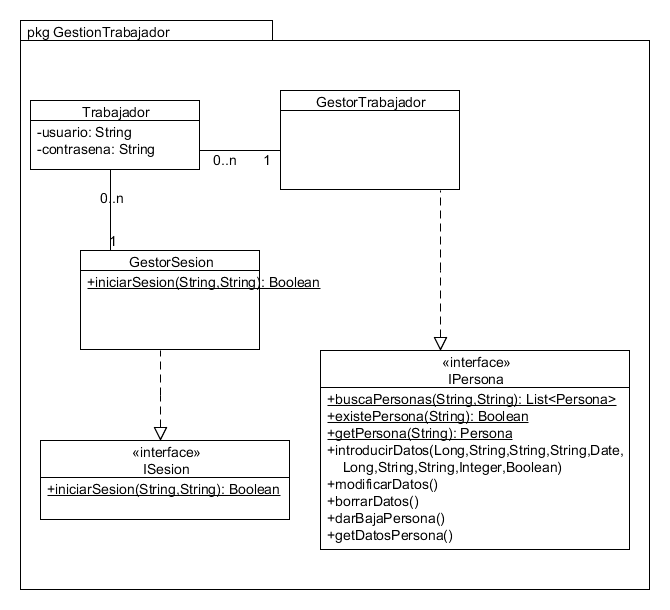 pkg GestionTrabajador
Trabajador
-usuario: String
-contrasena: String
GestorTrabajador
0..n
1
0..n
1
GestorSesion
+iniciarSesion(String,String): Boolean
«interface»
ISesion
+iniciarSesion(String,String): Boolean
«interface»
IPersona
+buscaPersonas(String,String): List<Persona>
+existePersona(String): Boolean
+getPersona(String): Persona
+introducirDatos(Long,String,String,String,Date,
Long,String,String,Integer,Boolean)
+modificarDatos()
+borrarDatos()
+darBajaPersona()
+getDatosPersona()